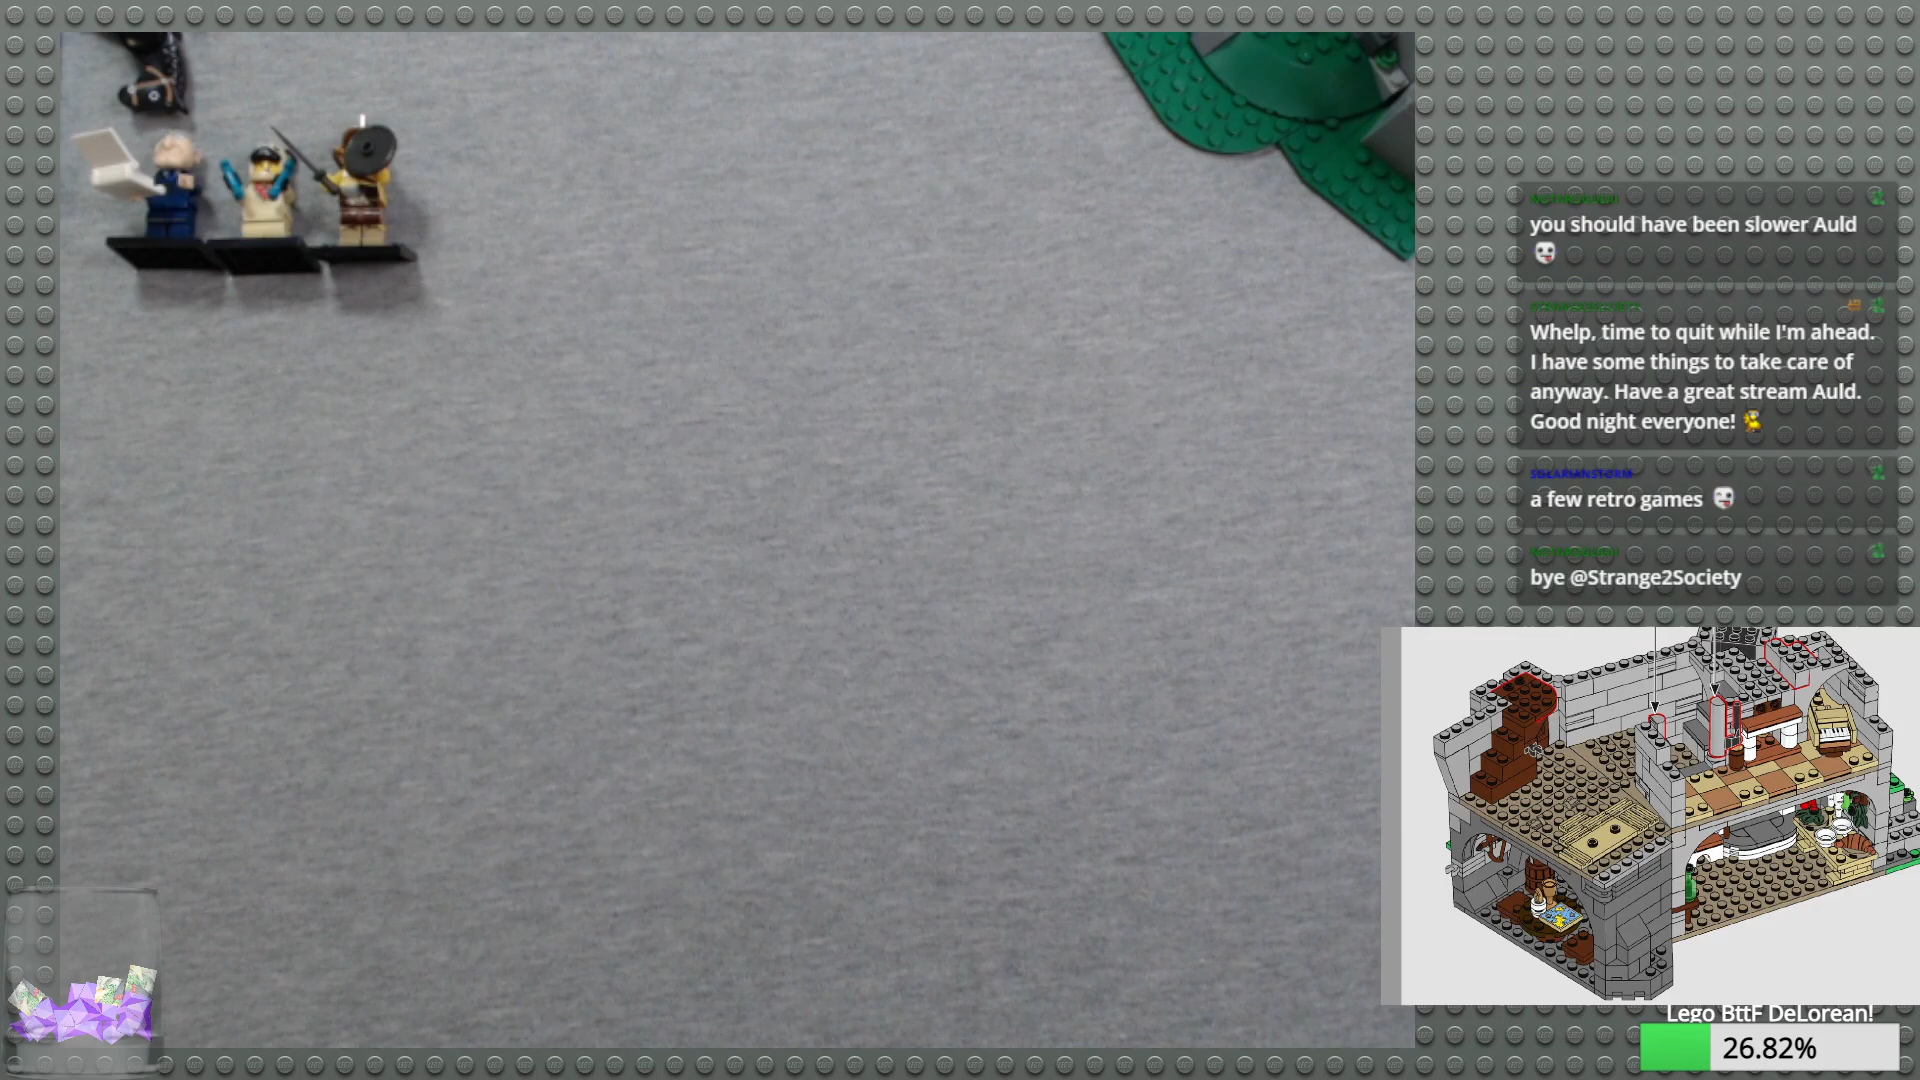 you should have been slower Auld
Whelp, time to quit while I'm ahead.
I have some things to take care of
anyway. Have a great stream Auld.
Good night everyone!
SOLARIANSTORM
a few retro games
bye @Strange2Society
Lego BttF DeLorean!
26.82%